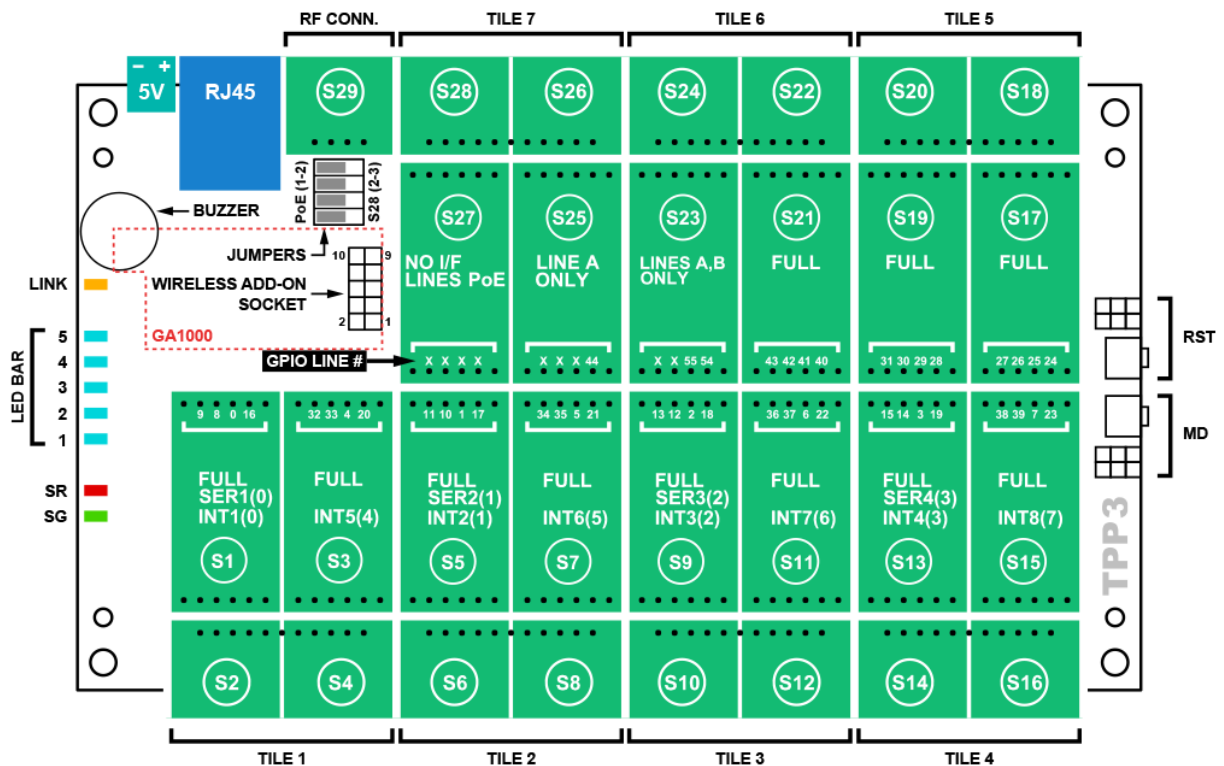 RF CONN.
TILE 7
TILE 6
TILE 5
− +
5V
RJ45
S29
S28
S26
S24
S22
S20
S18
PoE (1-2)
S28 (2-3)
BUZZER
JUMPERS
10
9
WIRELESS ADD-ON
SOCKET
2
1
GA1000
GPIO LINE #
S27
NO I/F
LINES PoE
X X X X
S25
LINE A
ONLY
X X X 44
S23
LINES A,B
ONLY
X X 55 54
S21
FULL
43 42 41 40
S19
FULL
31 30 29 28
S17
FULL
27 26 25 24
LINK
LED BAR
5
4
3
2
1
SR
SG
RST
MD
TPP3
9 8 0 16
FULL
SER1(0)
INT1(0)
S1
32 33 4 20
FULL
INT5(4)
S3
11 10 1 17
FULL
SER2(1)
INT2(1)
S5
34 35 5 21
FULL
INT6(5)
S7
13 12 2 18
FULL
SER3(2)
INT3(2)
S9
36 37 6 22
FULL
INT7(6)
S11
15 14 3 19
FULL
SER4(3)
INT4(3)
S13
38 39 7 23
FULL
INT8(7)
S15
S2
S4
S6
S8
S10
S12
S14
S16
TILE 1
TILE 2
TILE 3
TILE 4